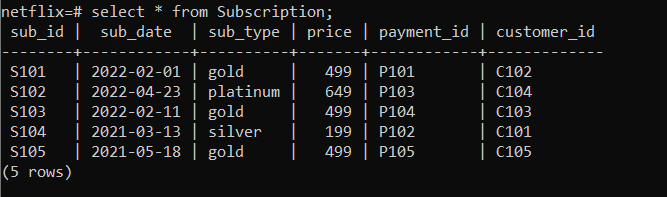 netflix=# select * from Subscription;
 sub_id |  sub_date  | sub_type | price | payment_id | customer_id
--------+------------+----------+-------+------------+-------------
 S101   | 2022-02-01 | gold     |   499 | P101       | C102
 S102   | 2022-04-23 | platinum |   649 | P103       | C104
 S103   | 2022-02-11 | gold     |   499 | P104       | C103
 S104   | 2021-03-13 | silver   |   199 | P102       | C101
 S105   | 2021-05-18 | gold     |   499 | P105       | C105
(5 rows)